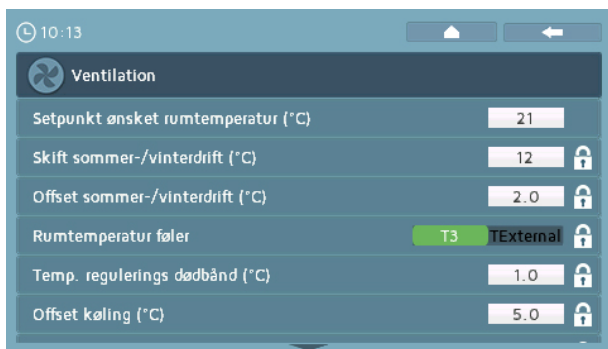 10:13
Ventilation
Setpunkt ønsket rumtemperatur (°C) 21
Skift sommer-/vinterdrift (°C) 12
Offset sommer-/vinterdrift (°C) 2.0
Rumtemperatur føler T3 TExternal
Temp. regulerings dødbånd (°C) 1.0
Offset køling (°C) 5.0